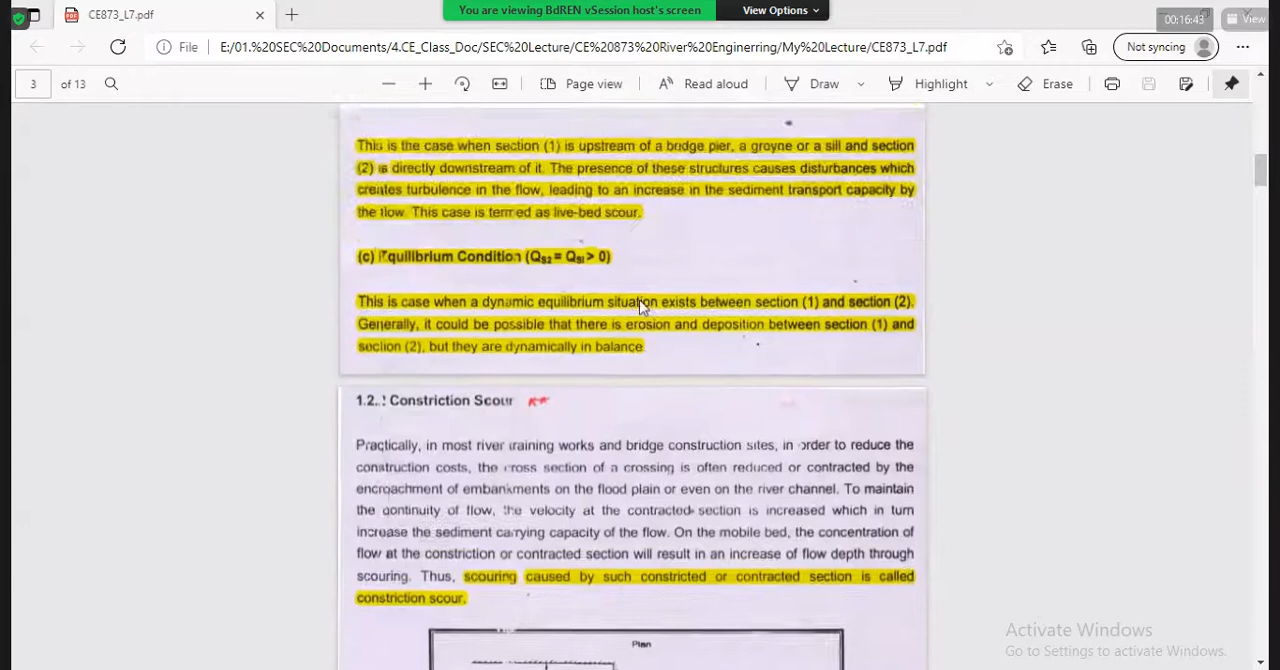 CE873_L7.pdf
You are viewing BdREN vSession host's screen
View Options
00:16:43
View
File
E:/01.%20SEC%20Documents/4.CE_Class_Doc/SEC%20Lecture/CE%20873%20River%20Enginerring/My%20Lecture/CE873_L7.pdf
Not syncing
3 of 13
Page view
Read aloud
Draw
Highlight
Erase
This is the case when section (1) is upstream of a bridge pier, a groyne or a sill and section
(2) is directly downstream of it. The presence of these structures causes disturbances which
creates turbulence in the flow, leading to an increase in the sediment transport capacity by
the flow. This case is termed as live-bed scour.
(c) Equilibrium Condition (QS2 = QS1 > 0)
This is case when a dynamic equilibrium situation exists between section (1) and section (2).
Generally, it could be possible that there is erosion and deposition between section (1) and
section (2), but they are dynamically in balance.
1.2.: Constriction Scour
Practically, in most river training works and bridge construction sites, in order to reduce the
construction costs, the cross section of a crossing is often reduced or contracted by the
encroachment of embankments on the flood plain or even on the river channel. To maintain
the continuity of flow, the velocity at the contracted section is increased which in turn
increase the sediment carrying capacity of the flow. On the mobile bed, the concentration of
flow at the constriction or contracted section will result in an increase of flow depth through
scouring. Thus, scouring caused by such constricted or contracted section is called
constriction scour.
Plan
Activate Windows
Go to Settings to activate Windows.